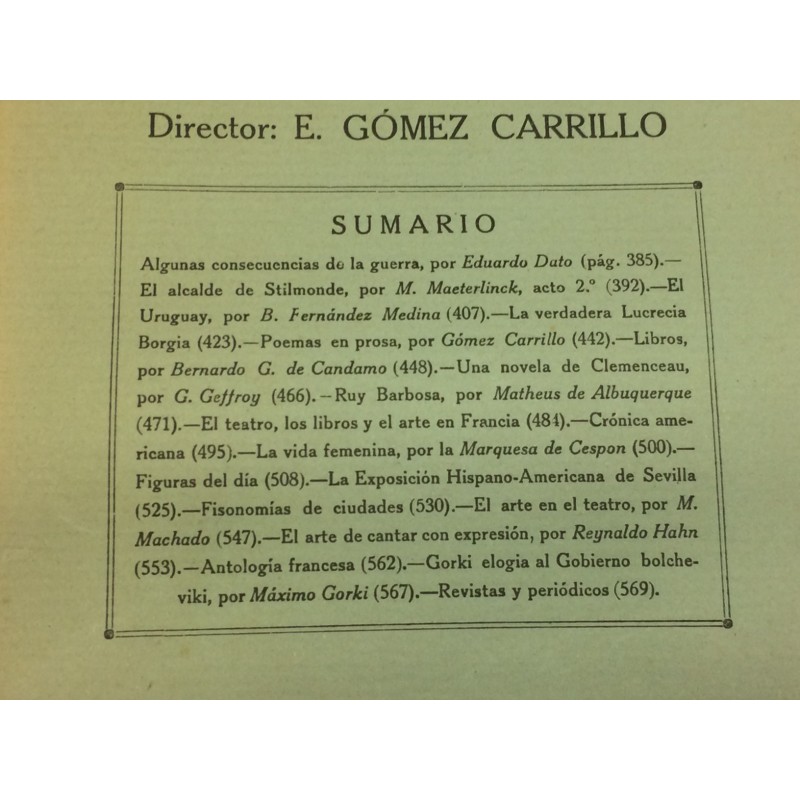 Director: E. GÓMEZ CARRILLO
SUMARIO
Algunas consecuencias de la guerra, por Eduardo Dato (pág. 385).—
El alcalde de Stilmonde, por M. Maeterlinck, acto 2.º (392).—El
Uruguay, por B. Fernández Medina (407).—La verdadera Lucrecia
Borgia (423).—Poemas en prosa, por Gómez Carrillo (442).—Libros,
por Bernardo G. de Candamo (448).—Una novela de Clemenceau,
por G. Geffroy (466).—Ruy Barbosa, por Matheus de Albuquerque
(471).—El teatro, los libros y el arte en Francia (484).—Crónica ame-
ricana (495).—La vida femenina, por la Marquesa de Cespon (500).—
Figuras del día (508).—La Exposición Hispano-Americana de Sevilla
(525).—Fisonomías de ciudades (530).—El arte en el teatro, por M.
Machado (547).—El arte de cantar con expresión, por Reynaldo Hahn
(553).—Antología francesa (562).—Gorki elogia al Gobierno bolche-
viki, por Máximo Gorki (567).—Revistas y periódicos (569).